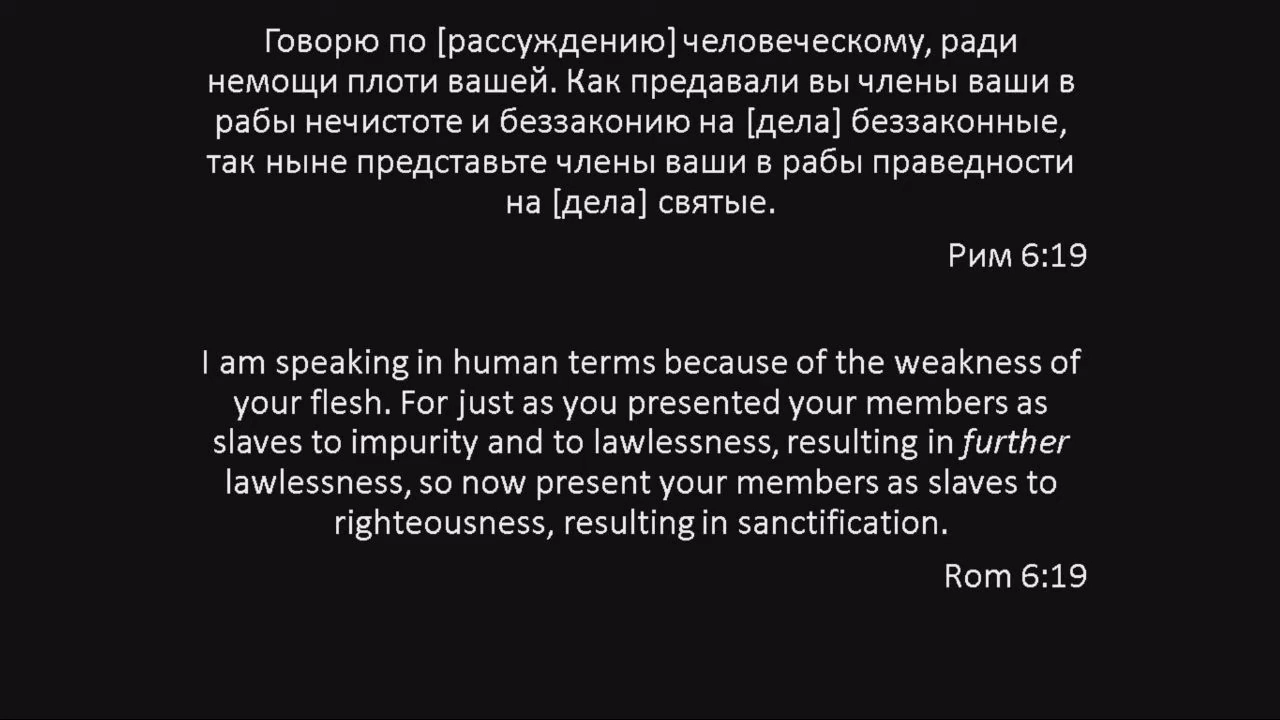 Говорю по [рассуждению] человеческому, ради
немощи плоти вашей. Как предавали вы члены ваши в
рабы нечистоте и беззаконию на [дела] беззаконные,
так ныне представьте члены ваши в рабы праведности
на [дела] святые.
Рим 6:19
I am speaking in human terms because of the weakness of
your flesh. For just as you presented your members as
slaves to impurity and to lawlessness, resulting in further
lawlessness, so now present your members as slaves to
righteousness, resulting in sanctification.
Rom 6:19